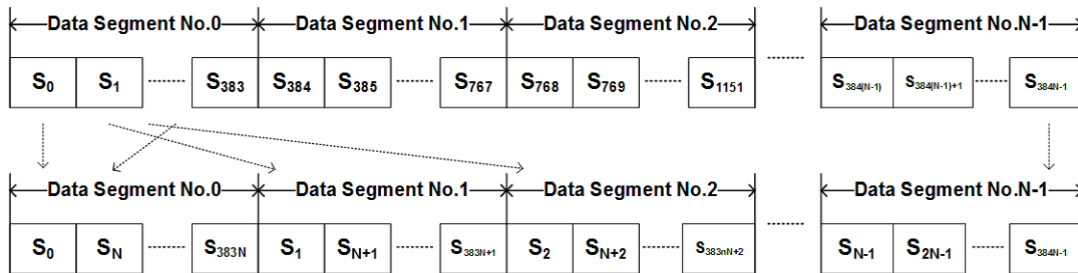 Data Segment No.0 Data Segment No.1 Data Segment No.2 Data Segment No.N-1
S0 S1 S383 S384 S385 S767 S768 S769 S1151 S384(N-1) S384(N-1)+1 S384N-1
Data Segment No.0 Data Segment No.1 Data Segment No.2 Data Segment No.N-1
S0 SN S383N S1 SN+1 S383N+1 S2 SN+2 S383nN+2 SN-1 S2N-1 S384N-1